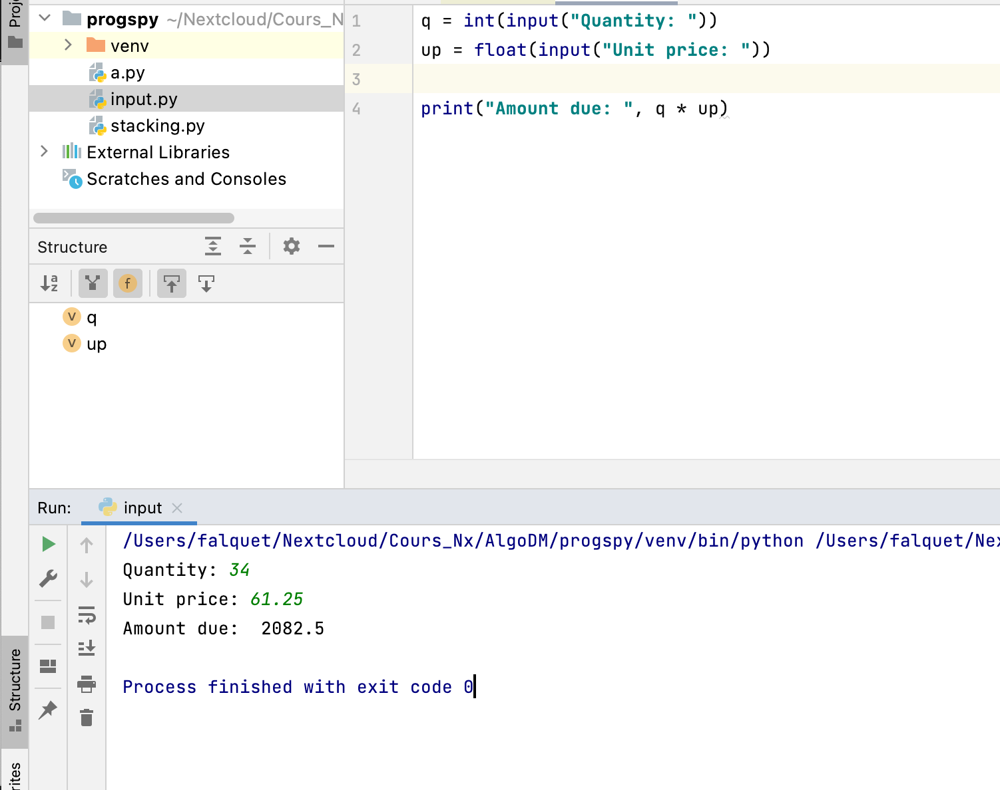 Proje
progspy ~/Nextcloud/Cours_N
venv
a.py
input.py
stacking.py
External Libraries
Scratches and Consoles
Structure
q
up
1 q = int(input("Quantity: "))
2 up = float(input("Unit price: "))
3
4 print("Amount due: ", q * up)
Run: input
/Users/falquet/Nextcloud/Cours_Nx/AlgoDM/progspy/venv/bin/python /Users/falquet/Nex
Quantity: 34
Unit price: 61.25
Amount due:  2082.5
Process finished with exit code 0
Structure
rites